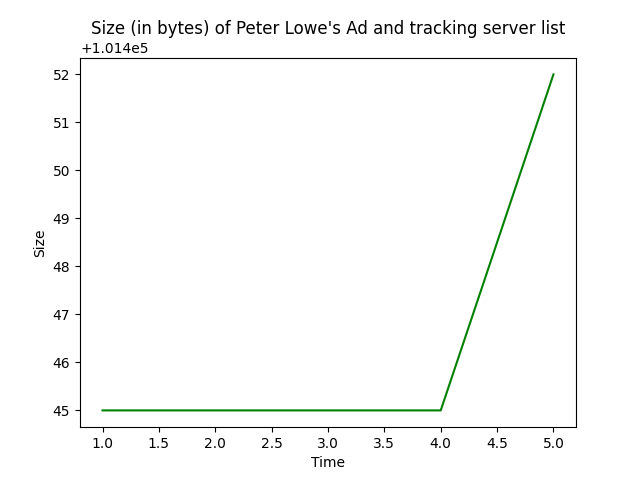 Size (in bytes) of Peter Lowe's Ad and tracking server list
+1.014e5
52
51
50
49
48
47
46
45
Size
1.0 1.5 2.0 2.5 3.0 3.5 4.0 4.5 5.0
Time